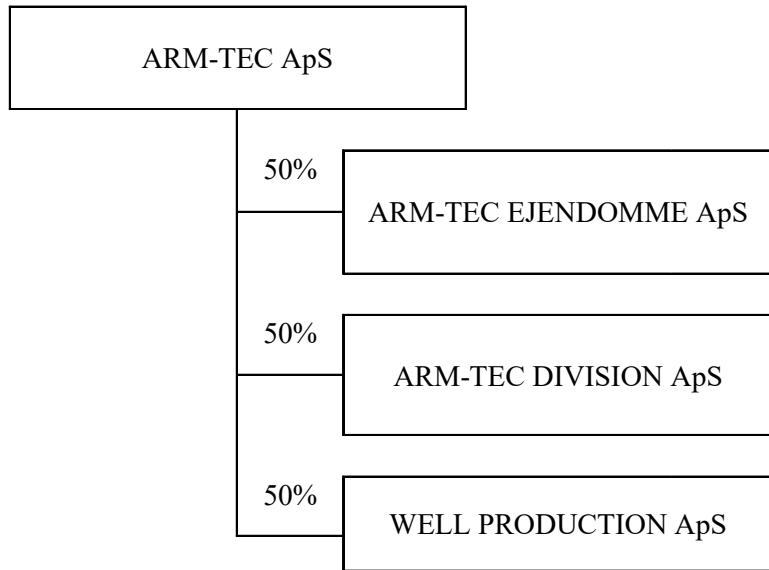 ARM-TEC ApS
50%
ARM-TEC EJENDOMME ApS
50%
ARM-TEC DIVISION ApS
50%
WELL PRODUCTION ApS